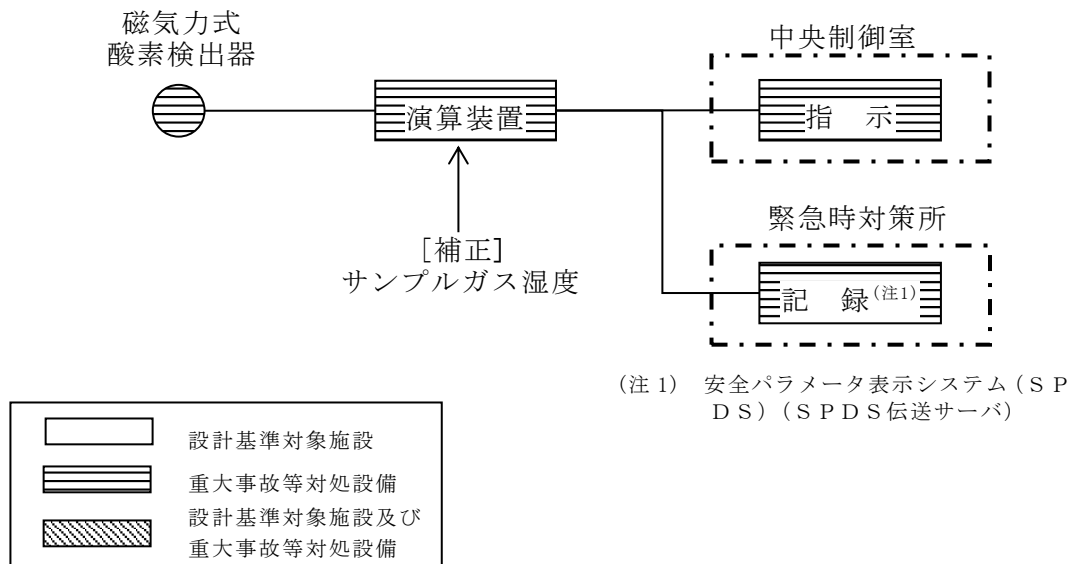 磁気力式
酸素検出器
演算装置
[補正]
サンプルガス湿度
中央制御室
指　示
緊急時対策所
記　録(注1)
(注 1)　安全パラメータ表示システム(ＳＰ
ＤＳ)(ＳＰＤＳ伝送サーバ)
設計基準対象施設
重大事故等対処設備
設計基準対象施設及び
重大事故等対処設備